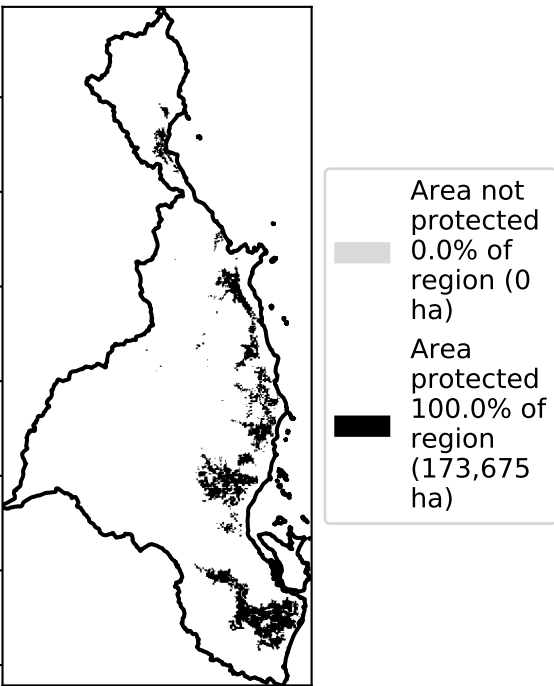 Area not
protected
0.0% of
region (0
ha)
Area
protected
100.0% of
region
(173,675
ha)